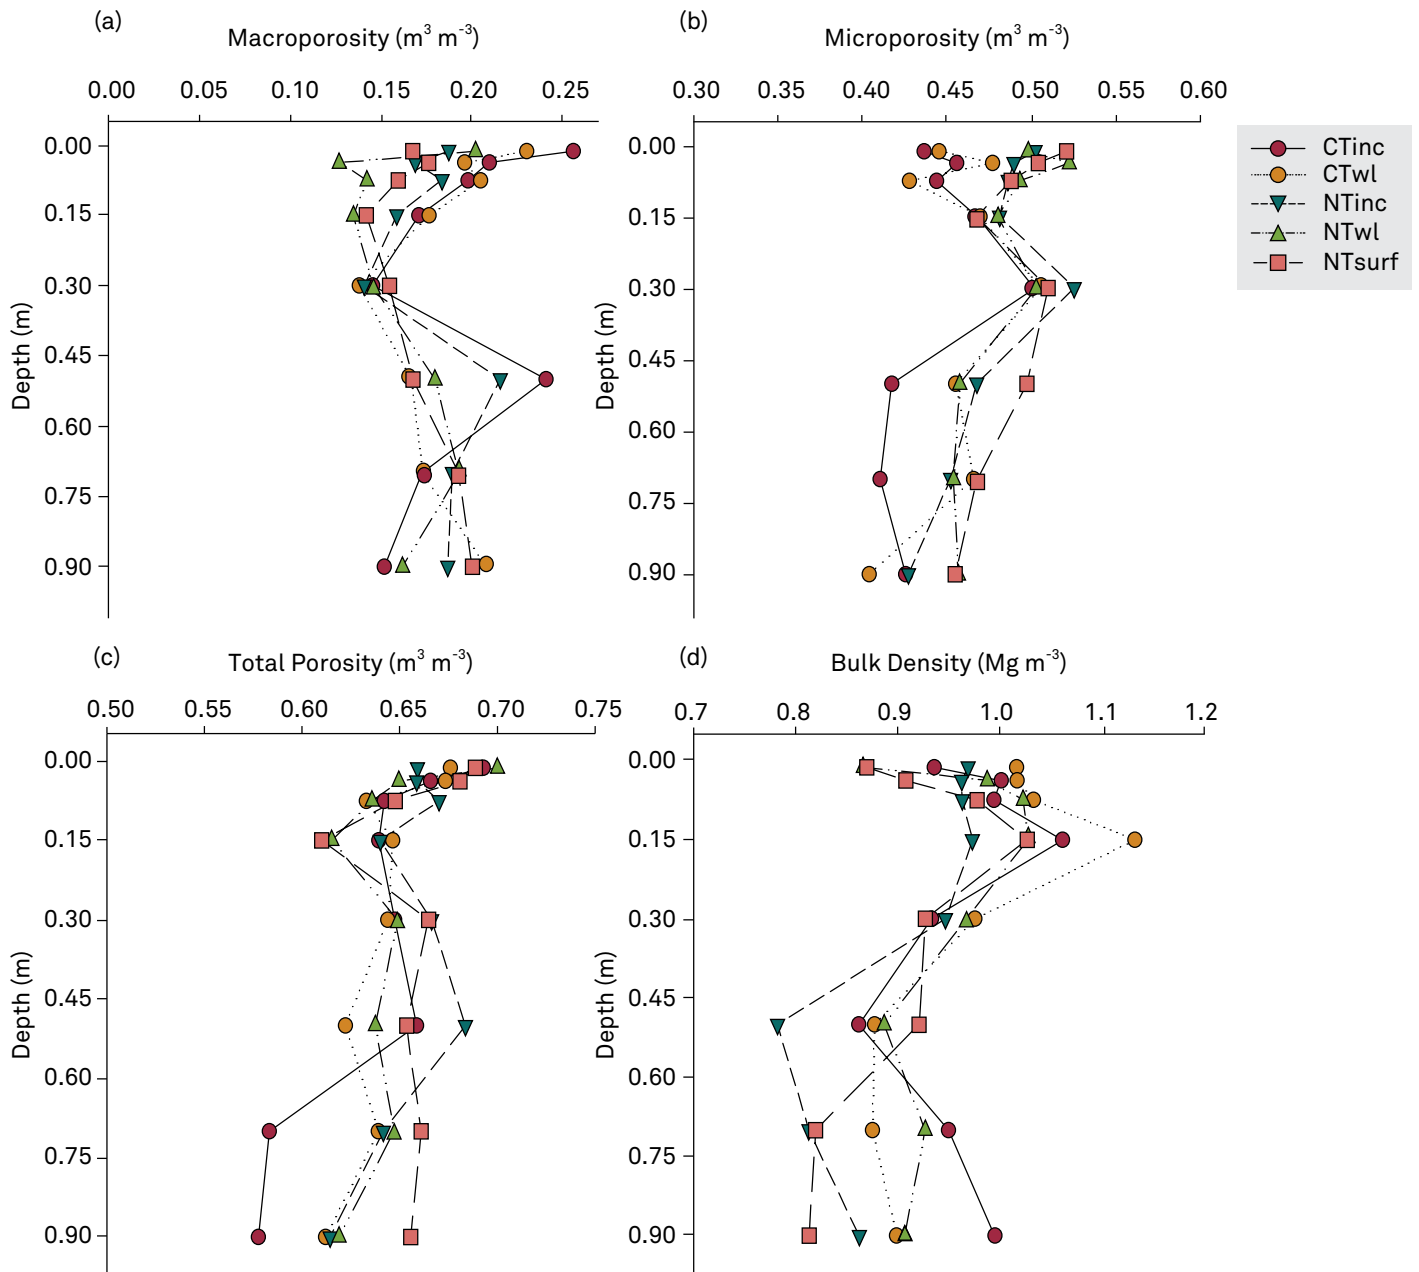 (a)
Macroporosity (m³ m⁻³)
0.00 0.05 0.10 0.15 0.20 0.25
0.00
0.15
0.30
0.45
0.60
0.75
0.90
Depth (m)
(b)
Microporosity (m³ m⁻³)
0.30 0.35 0.40 0.45 0.50 0.55 0.60
0.00
0.15
0.30
0.45
0.60
0.75
0.90
Depth (m)
CTinc
CTwl
NTinc
NTwl
NTsurf
(c)
Total Porosity (m³ m⁻³)
0.50 0.55 0.60 0.65 0.70 0.75
0.00
0.15
0.30
0.45
0.60
0.75
0.90
Depth (m)
(d)
Bulk Density (Mg m⁻³)
0.7 0.8 0.9 1.0 1.1 1.2
0.00
0.15
0.30
0.45
0.60
0.75
0.90
Depth (m)